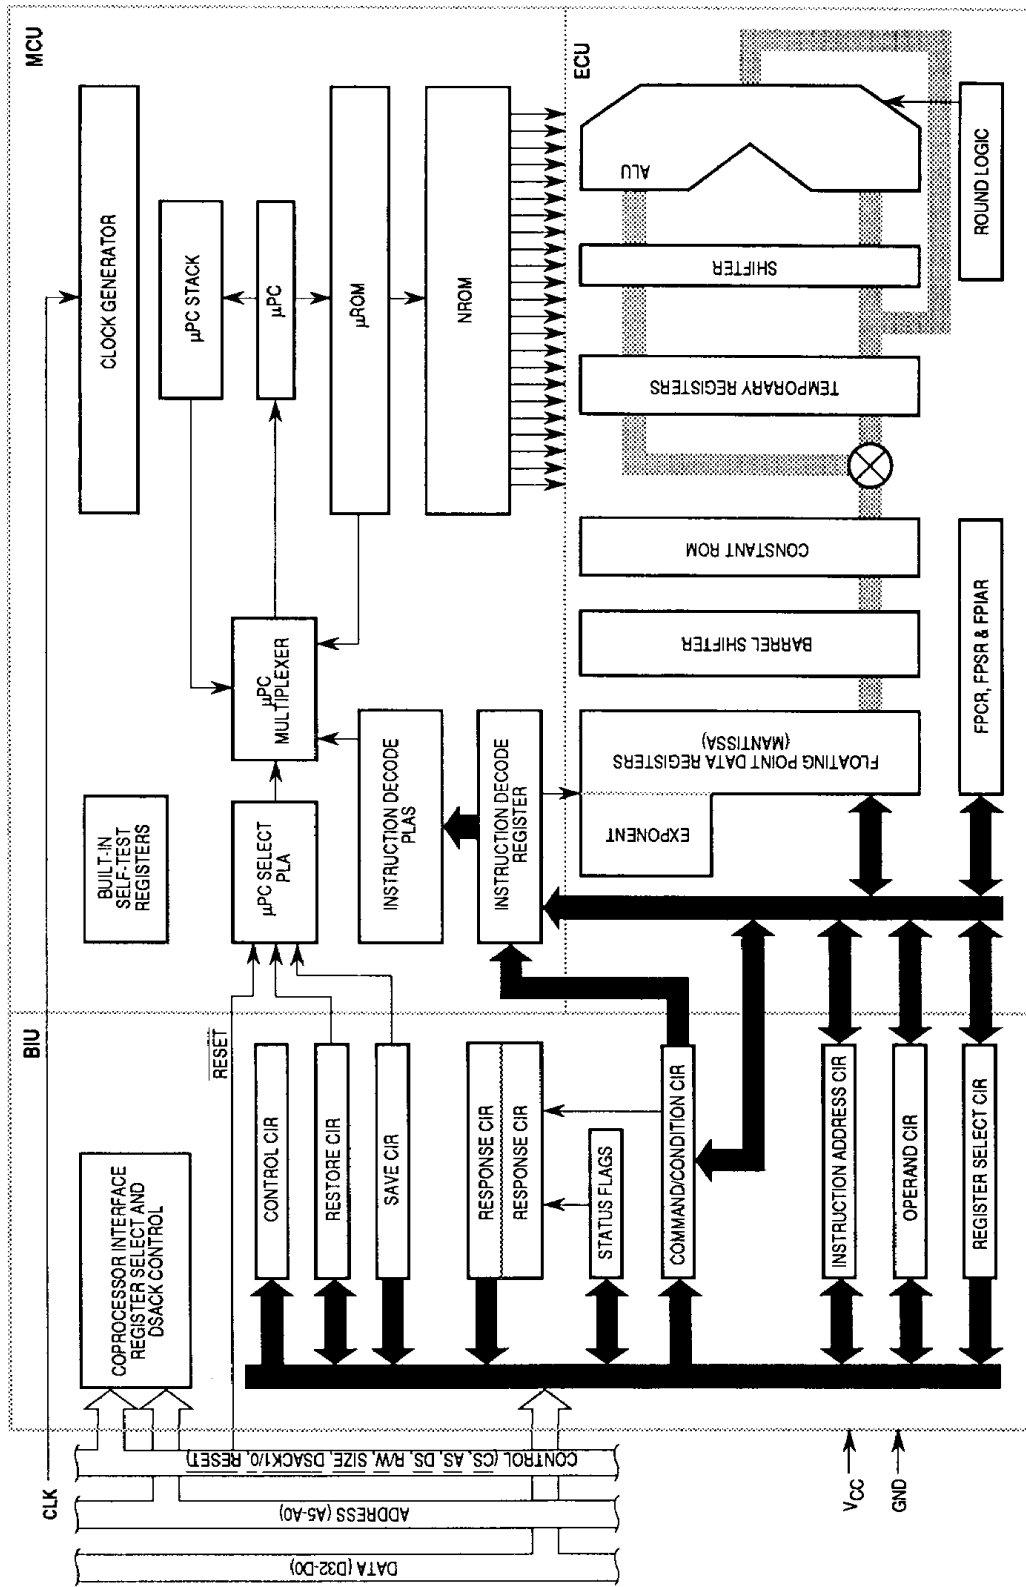 MCU
CLOCK GENERATOR
µPC STACK
µPC
µROM
NROM
µPC
MULTIPLEXER
BUILT-IN
SELF-TEST
REGISTERS
µPC SELECT
PLA
INSTRUCTION DECODE
PLAS
INSTRUCTION DECODE
REGISTER
ECU
ALU
ROUND LOGIC
SHIFTER
TEMPORARY REGISTERS
CONSTANT ROM
BARREL SHIFTER
FLOATING POINT DATA REGISTERS
(MANTISSA)
EXPONENT
FPCR, FPSR & FPIAR
BIU
RESET
COPROCESSOR INTERFACE
REGISTER SELECT AND
DSACK CONTROL
CONTROL CIR
RESTORE CIR
SAVE CIR
RESPONSE CIR
RESPONSE CIR
STATUS FLAGS
COMMAND/CONDITION CIR
INSTRUCTION ADDRESS CIR
OPERAND CIR
REGISTER SELECT CIR
CLK
CONTROL (CS, AS, DS, R/W, SIZE, DSACK1/0, RESET)
ADDRESS (A5-A0)
DATA (D32-D0)
VCC
GND